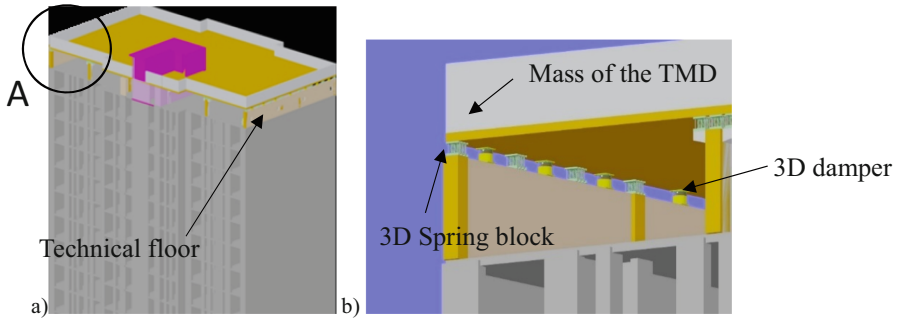 A
Technical floor
a)
Mass of the TMD
3D damper
3D Spring block
b)